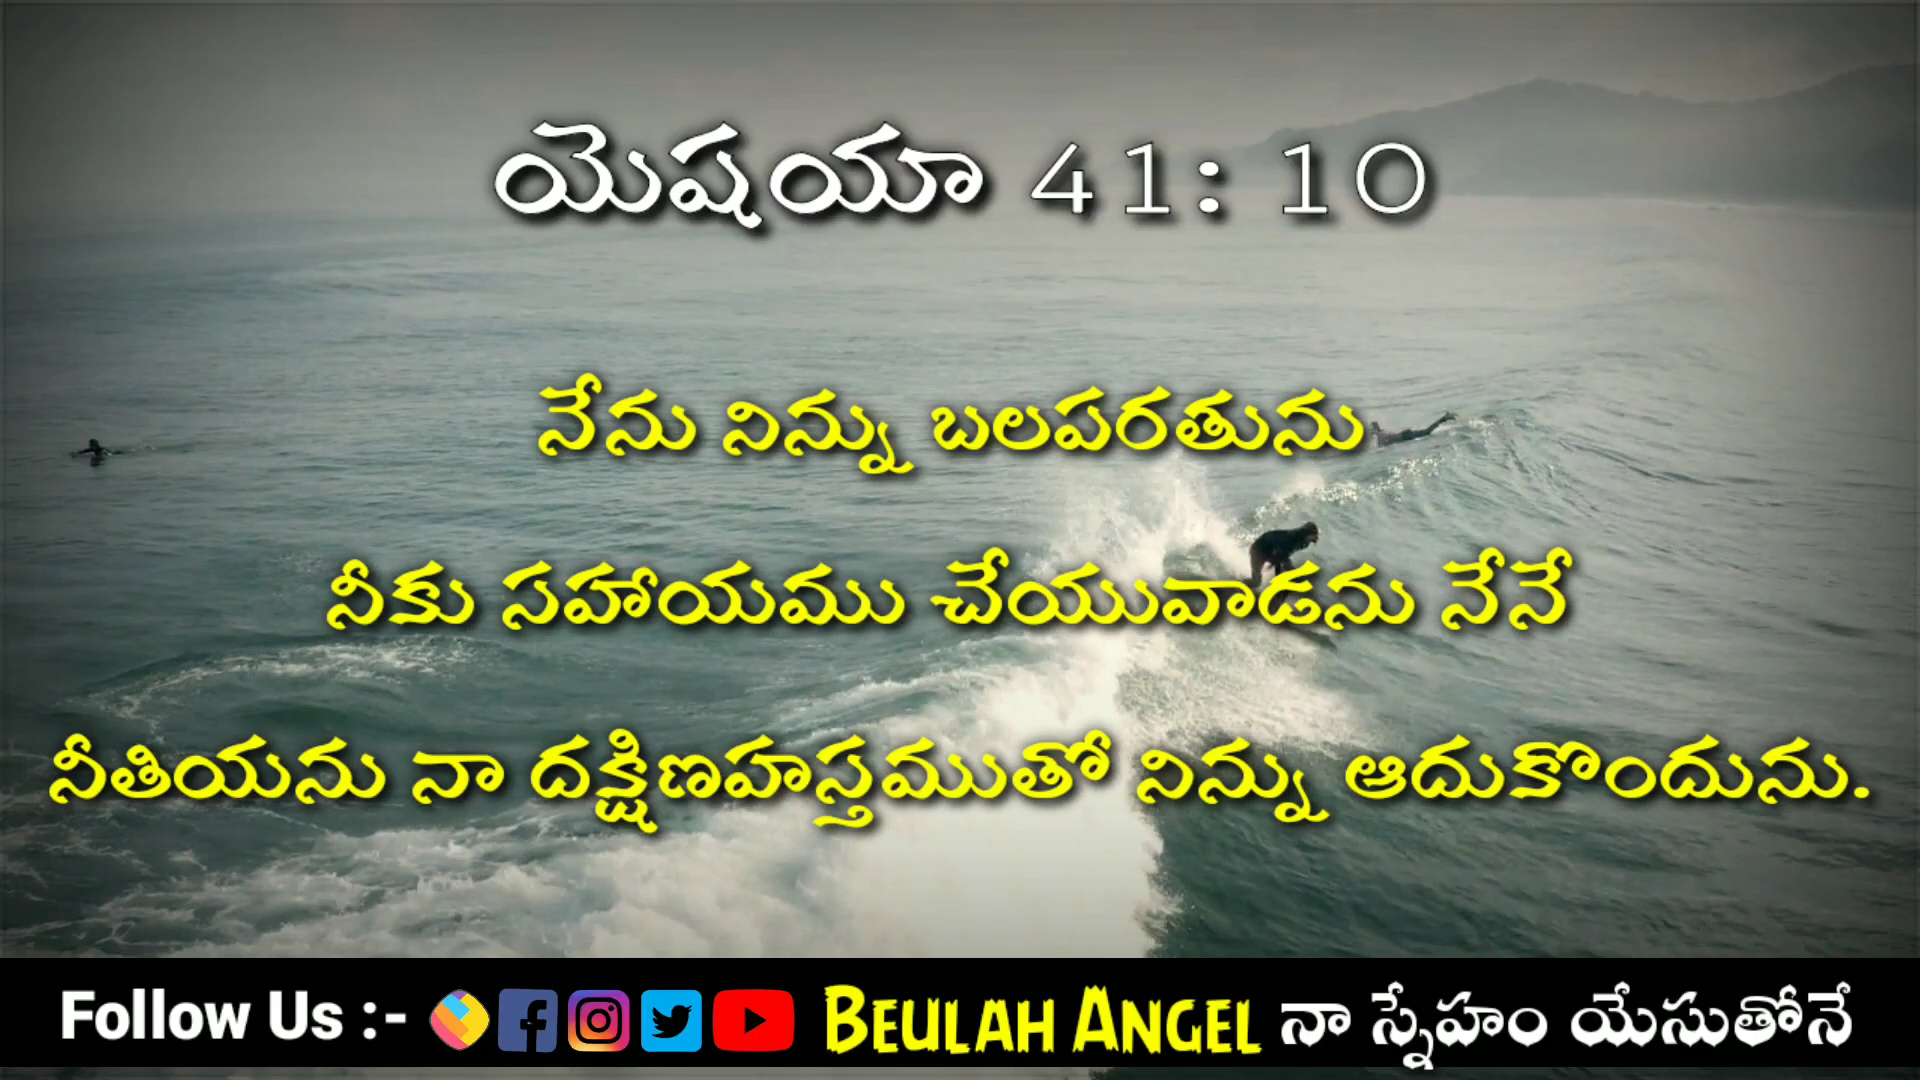 యెషయా 41: 10
నేను నిన్ను బలపరతును
నీకు సహాయము చేయువాడను నేనే
నీతియను నా దక్షిణహస్తముతో నిన్ను ఆదుకొందును.
Follow Us :- BEULAH ANGEL నా స్నేహం యేసుతోనే